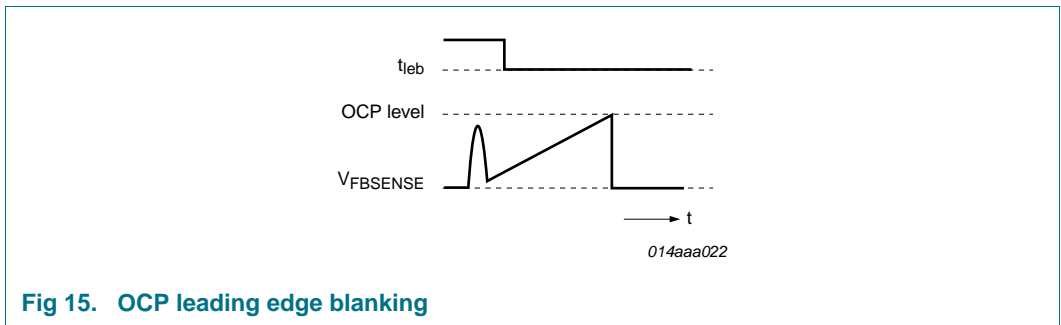 tleb
OCP level
VFBSENSE
t
014aaa022
Fig 15. OCP leading edge blanking